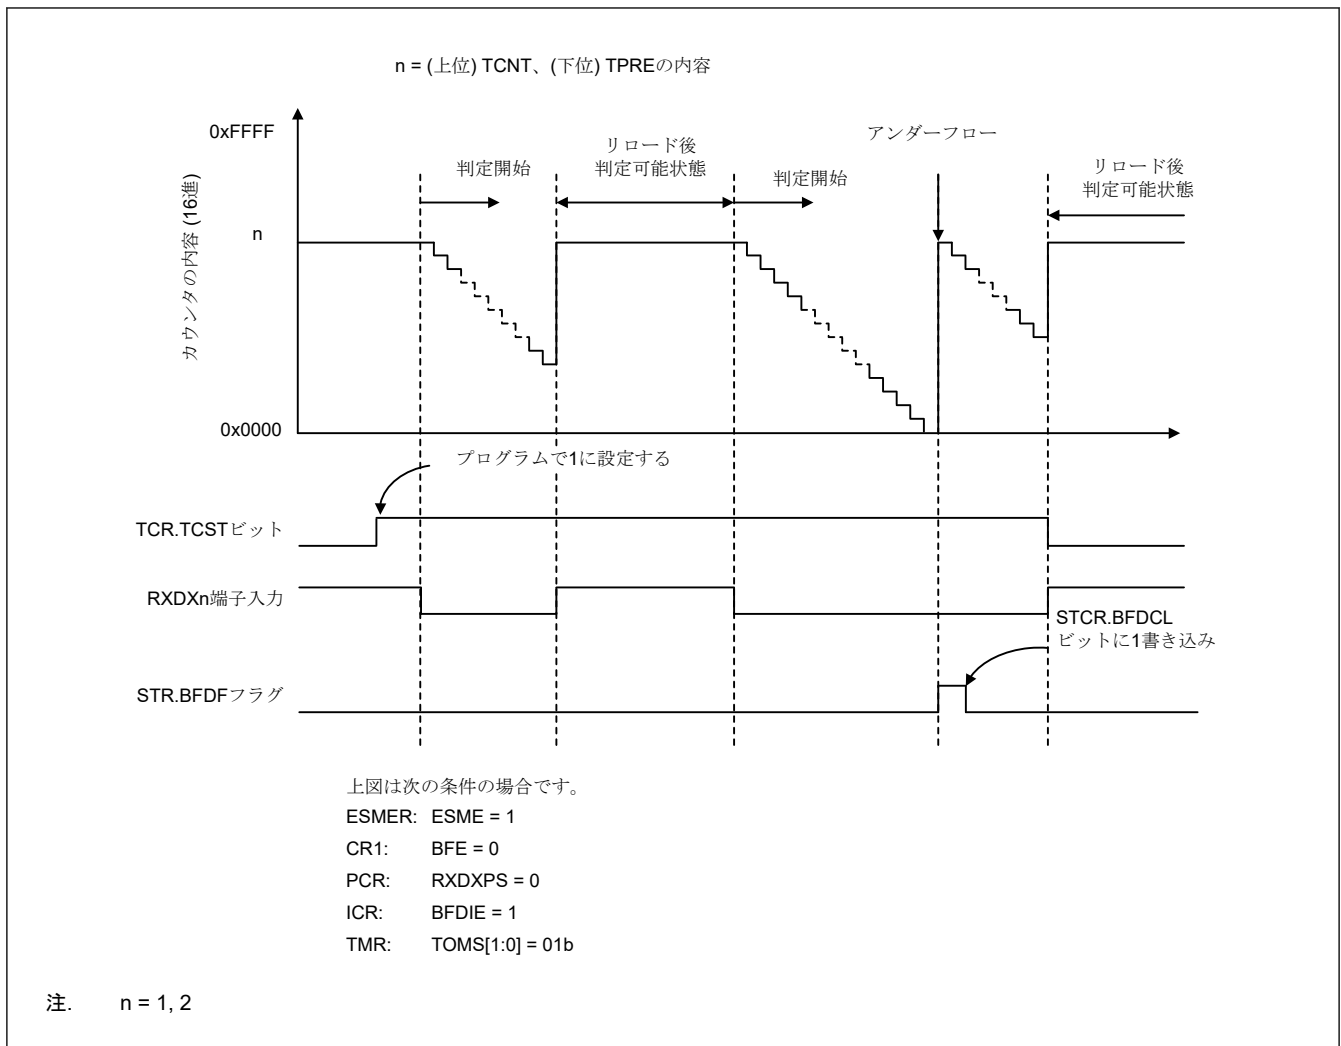 n = (上位) TCNT、(下位) TPREの内容
0xFFFF
アンダーフロー
リロード後
判定可能状態
判定開始
判定開始
リロード後
判定可能状態
カウンタの内容 (16進)
n
0x0000
プログラムで1に設定する
TCR.TCSTビット
RXDXn端子入力
STCR.BFDCL
ビットに1書き込み
STR.BFDFフラグ
上図は次の条件の場合です。
ESMER: ESME = 1
CR1: BFE = 0
PCR: RXDXPS = 0
ICR: BFDIE = 1
TMR: TOMS[1:0] = 01b
注. n = 1, 2